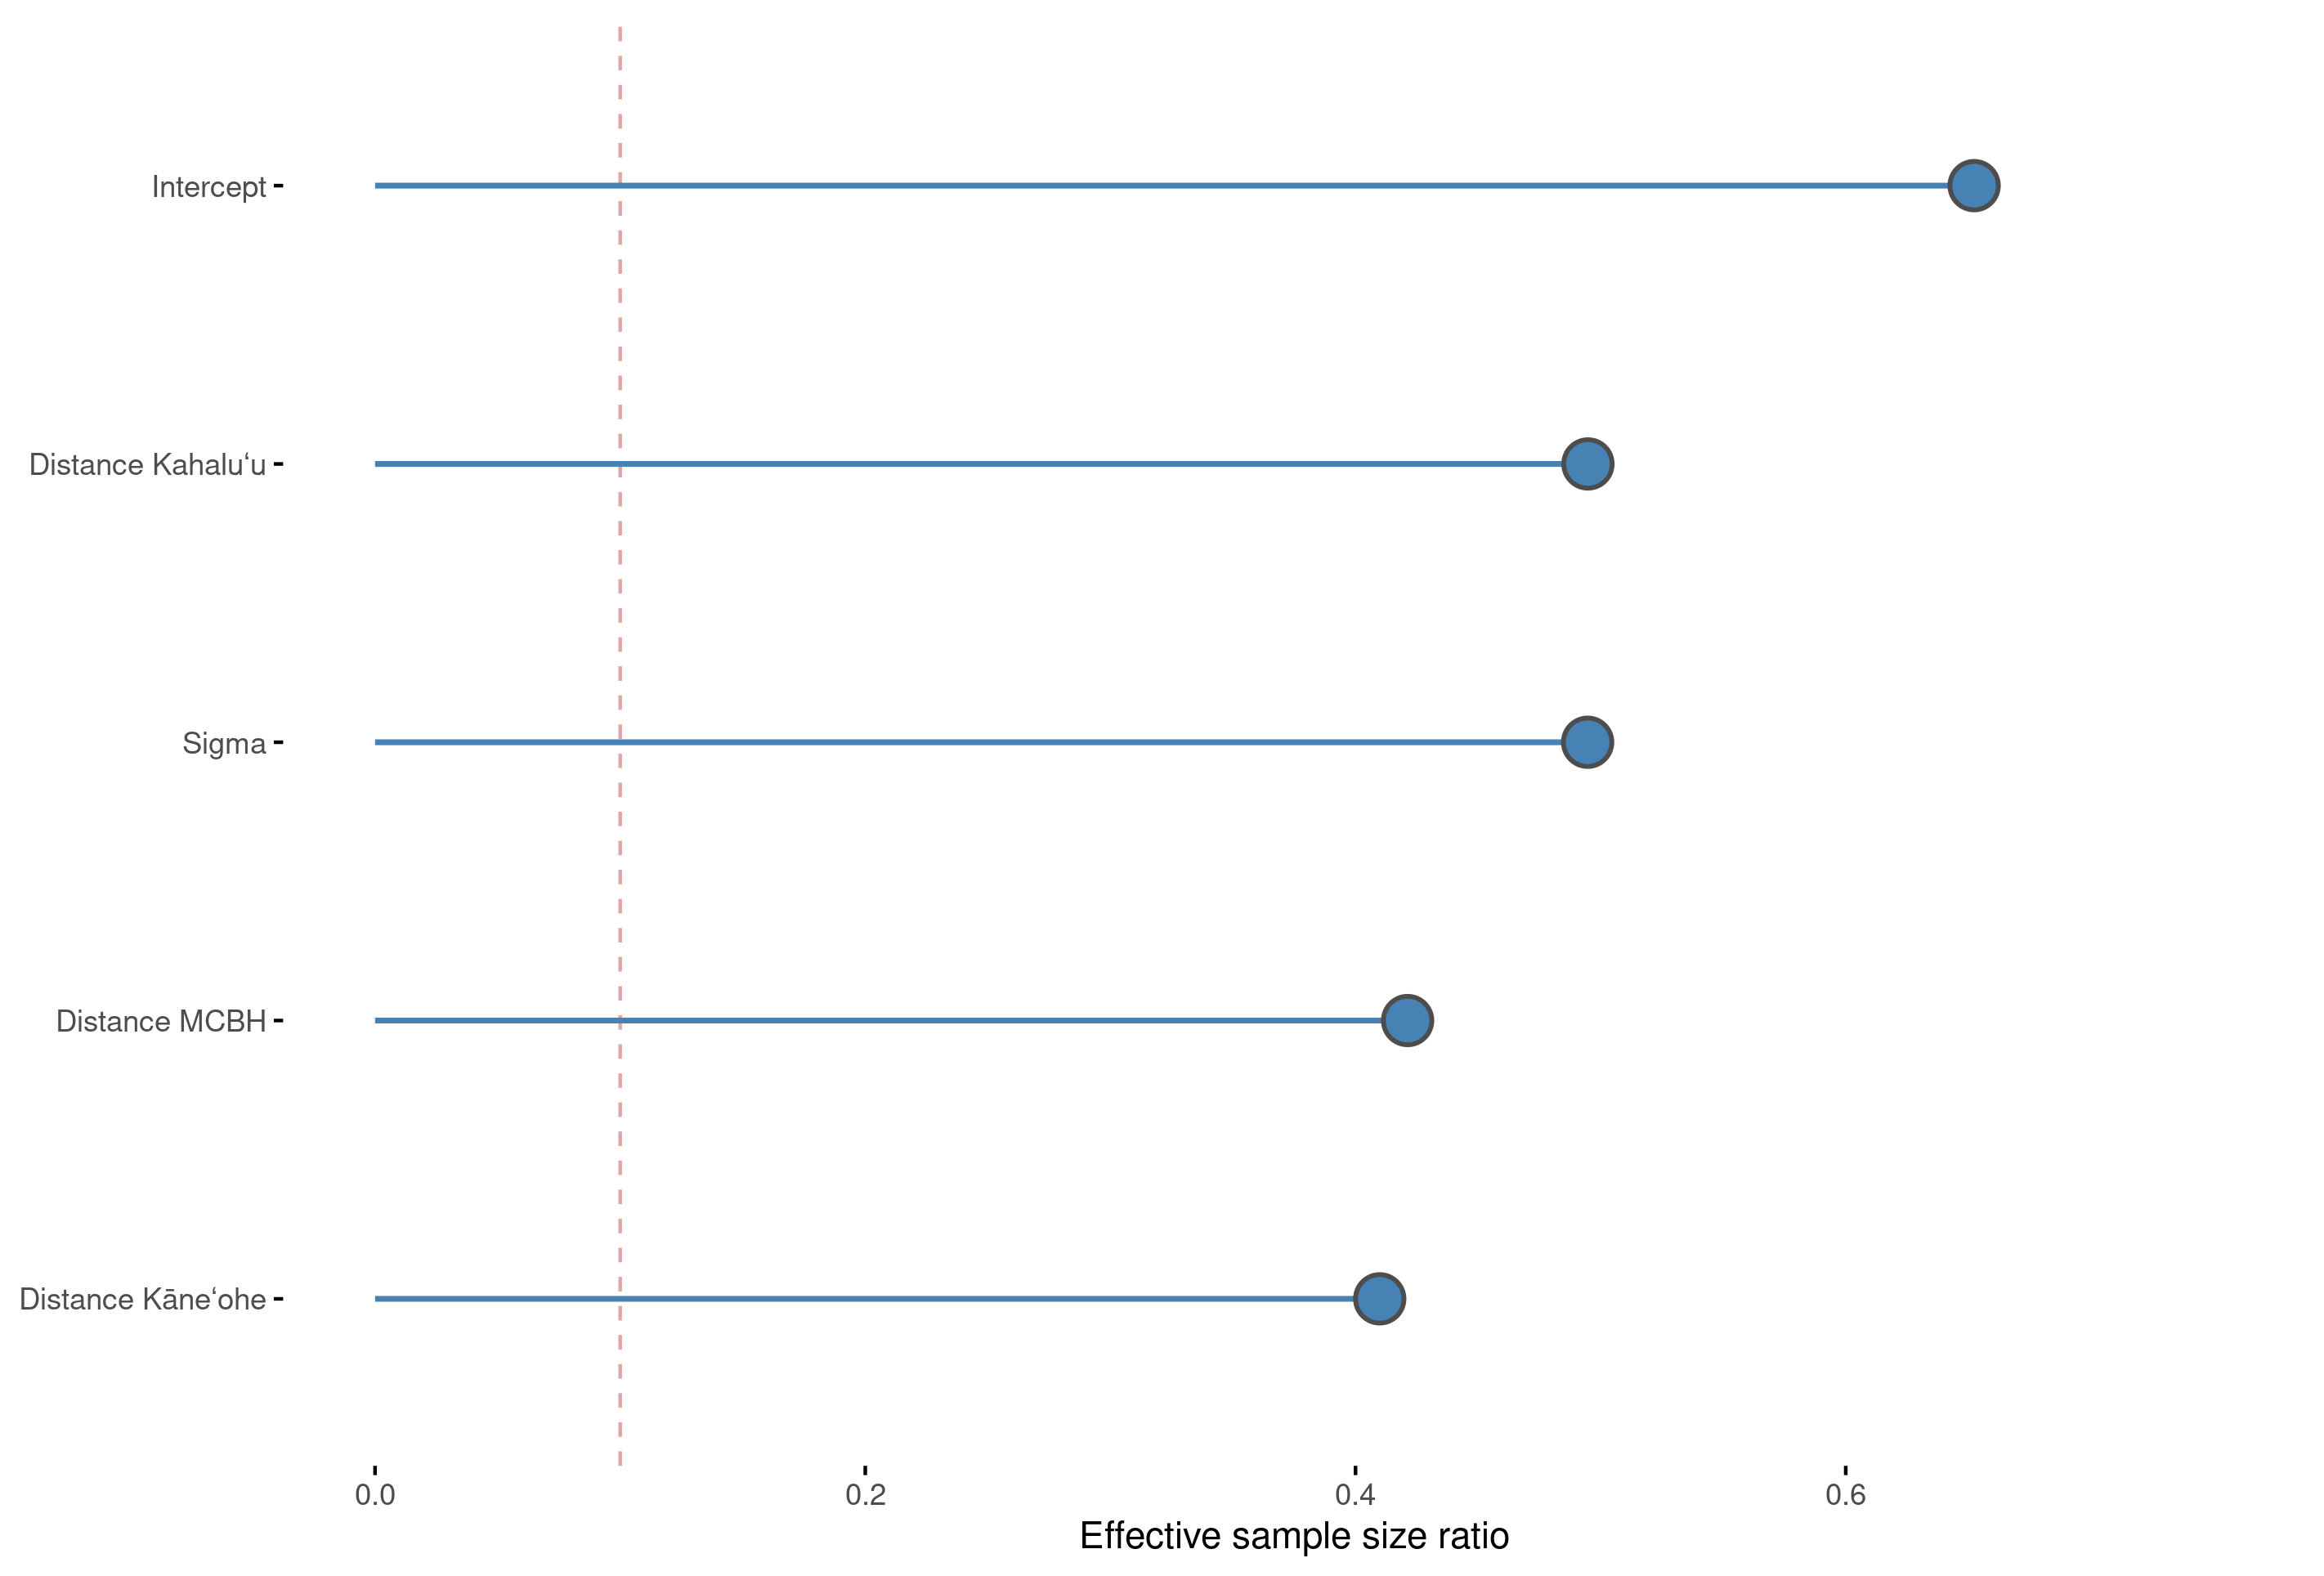 Intercept
Distance Kahaluʻu
Sigma
Distance MCBH
Distance Kāneʻohe
0.0 0.2 0.4 0.6
Effective sample size ratio